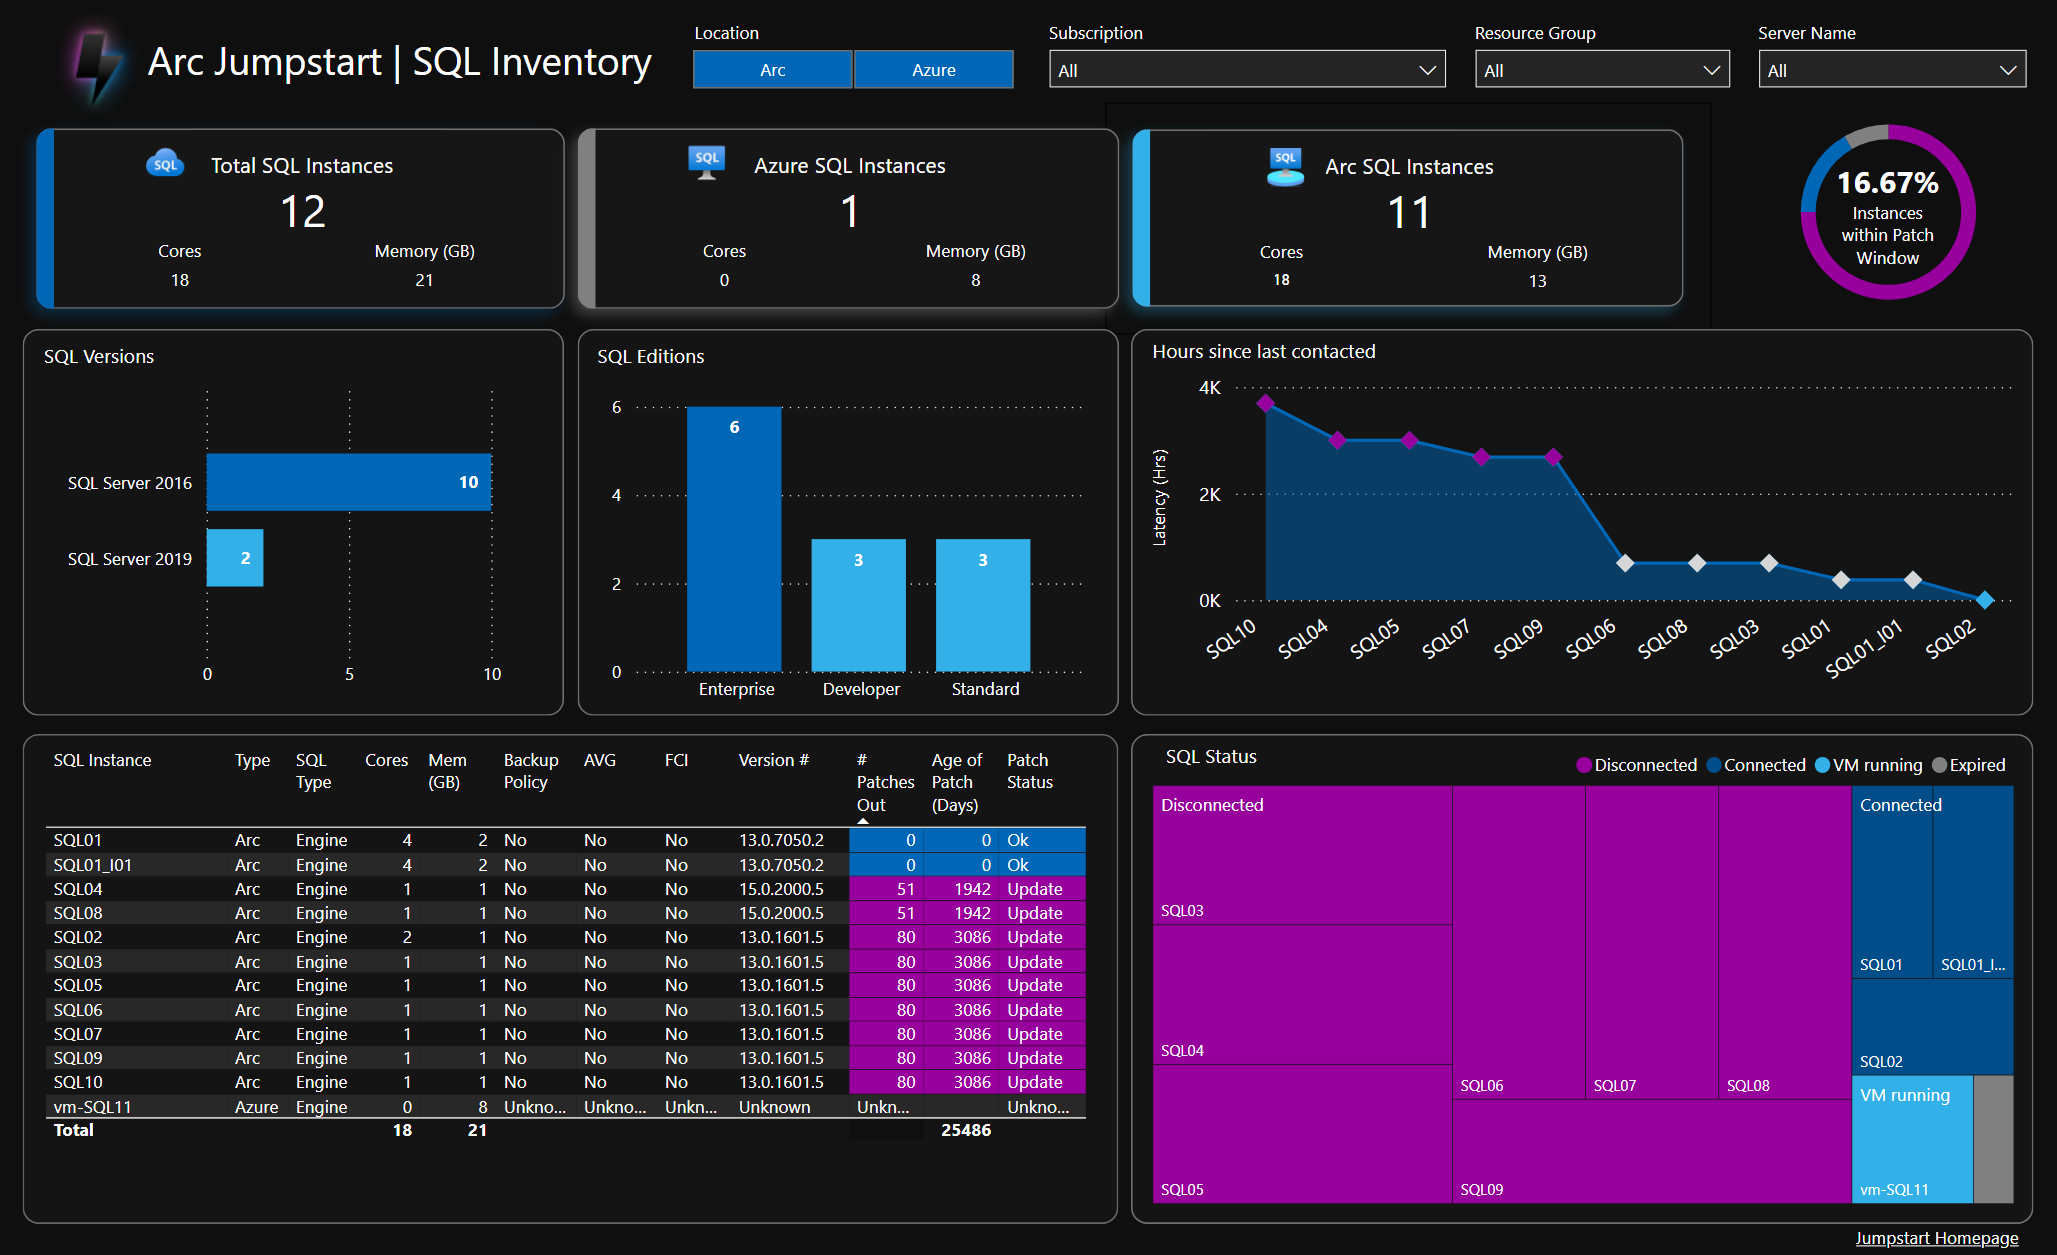 Arc Jumpstart | SQL Inventory
Location
Arc Azure
Subscription
All
Resource Group
All
Server Name
All
SQL Total SQL Instances
12
Cores Memory (GB)
18 21
SQL Azure SQL Instances
1
Cores Memory (GB)
0 8
SQL Arc SQL Instances
11
Cores Memory (GB)
18 13
16.67%
Instances
within Patch
Window
SQL Versions
SQL Server 2016 10
SQL Server 2019 2
0 5 10
SQL Editions
6
4
2
0
6
3
3
Enterprise Developer Standard
Hours since last contacted
Latency (Hrs)
4K
2K
0K
SQL10 SQL04 SQL05 SQL07 SQL09 SQL06 SQL08 SQL03 SQL01 SQL01_I01 SQL02
SQL Instance Type SQL Type Cores Mem (GB) Backup Policy AVG FCI Version # # Patches Out Age of Patch (Days) Patch Status
SQL01 Arc Engine 4 2 No No No 13.0.7050.2 0 0 Ok
SQL01_I01 Arc Engine 4 2 No No No 13.0.7050.2 0 0 Ok
SQL04 Arc Engine 1 1 No No No 15.0.2000.5 51 1942 Update
SQL08 Arc Engine 1 1 No No No 15.0.2000.5 51 1942 Update
SQL02 Arc Engine 2 1 No No No 13.0.1601.5 80 3086 Update
SQL03 Arc Engine 1 1 No No No 13.0.1601.5 80 3086 Update
SQL05 Arc Engine 1 1 No No No 13.0.1601.5 80 3086 Update
SQL06 Arc Engine 1 1 No No No 13.0.1601.5 80 3086 Update
SQL07 Arc Engine 1 1 No No No 13.0.1601.5 80 3086 Update
SQL09 Arc Engine 1 1 No No No 13.0.1601.5 80 3086 Update
SQL10 Arc Engine 1 1 No No No 13.0.1601.5 80 3086 Update
vm-SQL11 Azure Engine 0 8 Unkno... Unkno... Unkn... Unknown Unkn... Unkno...
Total 18 21 25486
SQL Status
Disconnected Connected VM running Expired
Disconnected
SQL03
SQL04
SQL05
SQL06
SQL07
SQL08
SQL09
Connected
SQL01
SQL01_I...
SQL02
VM running
vm-SQL11
Jumpstart Homepage